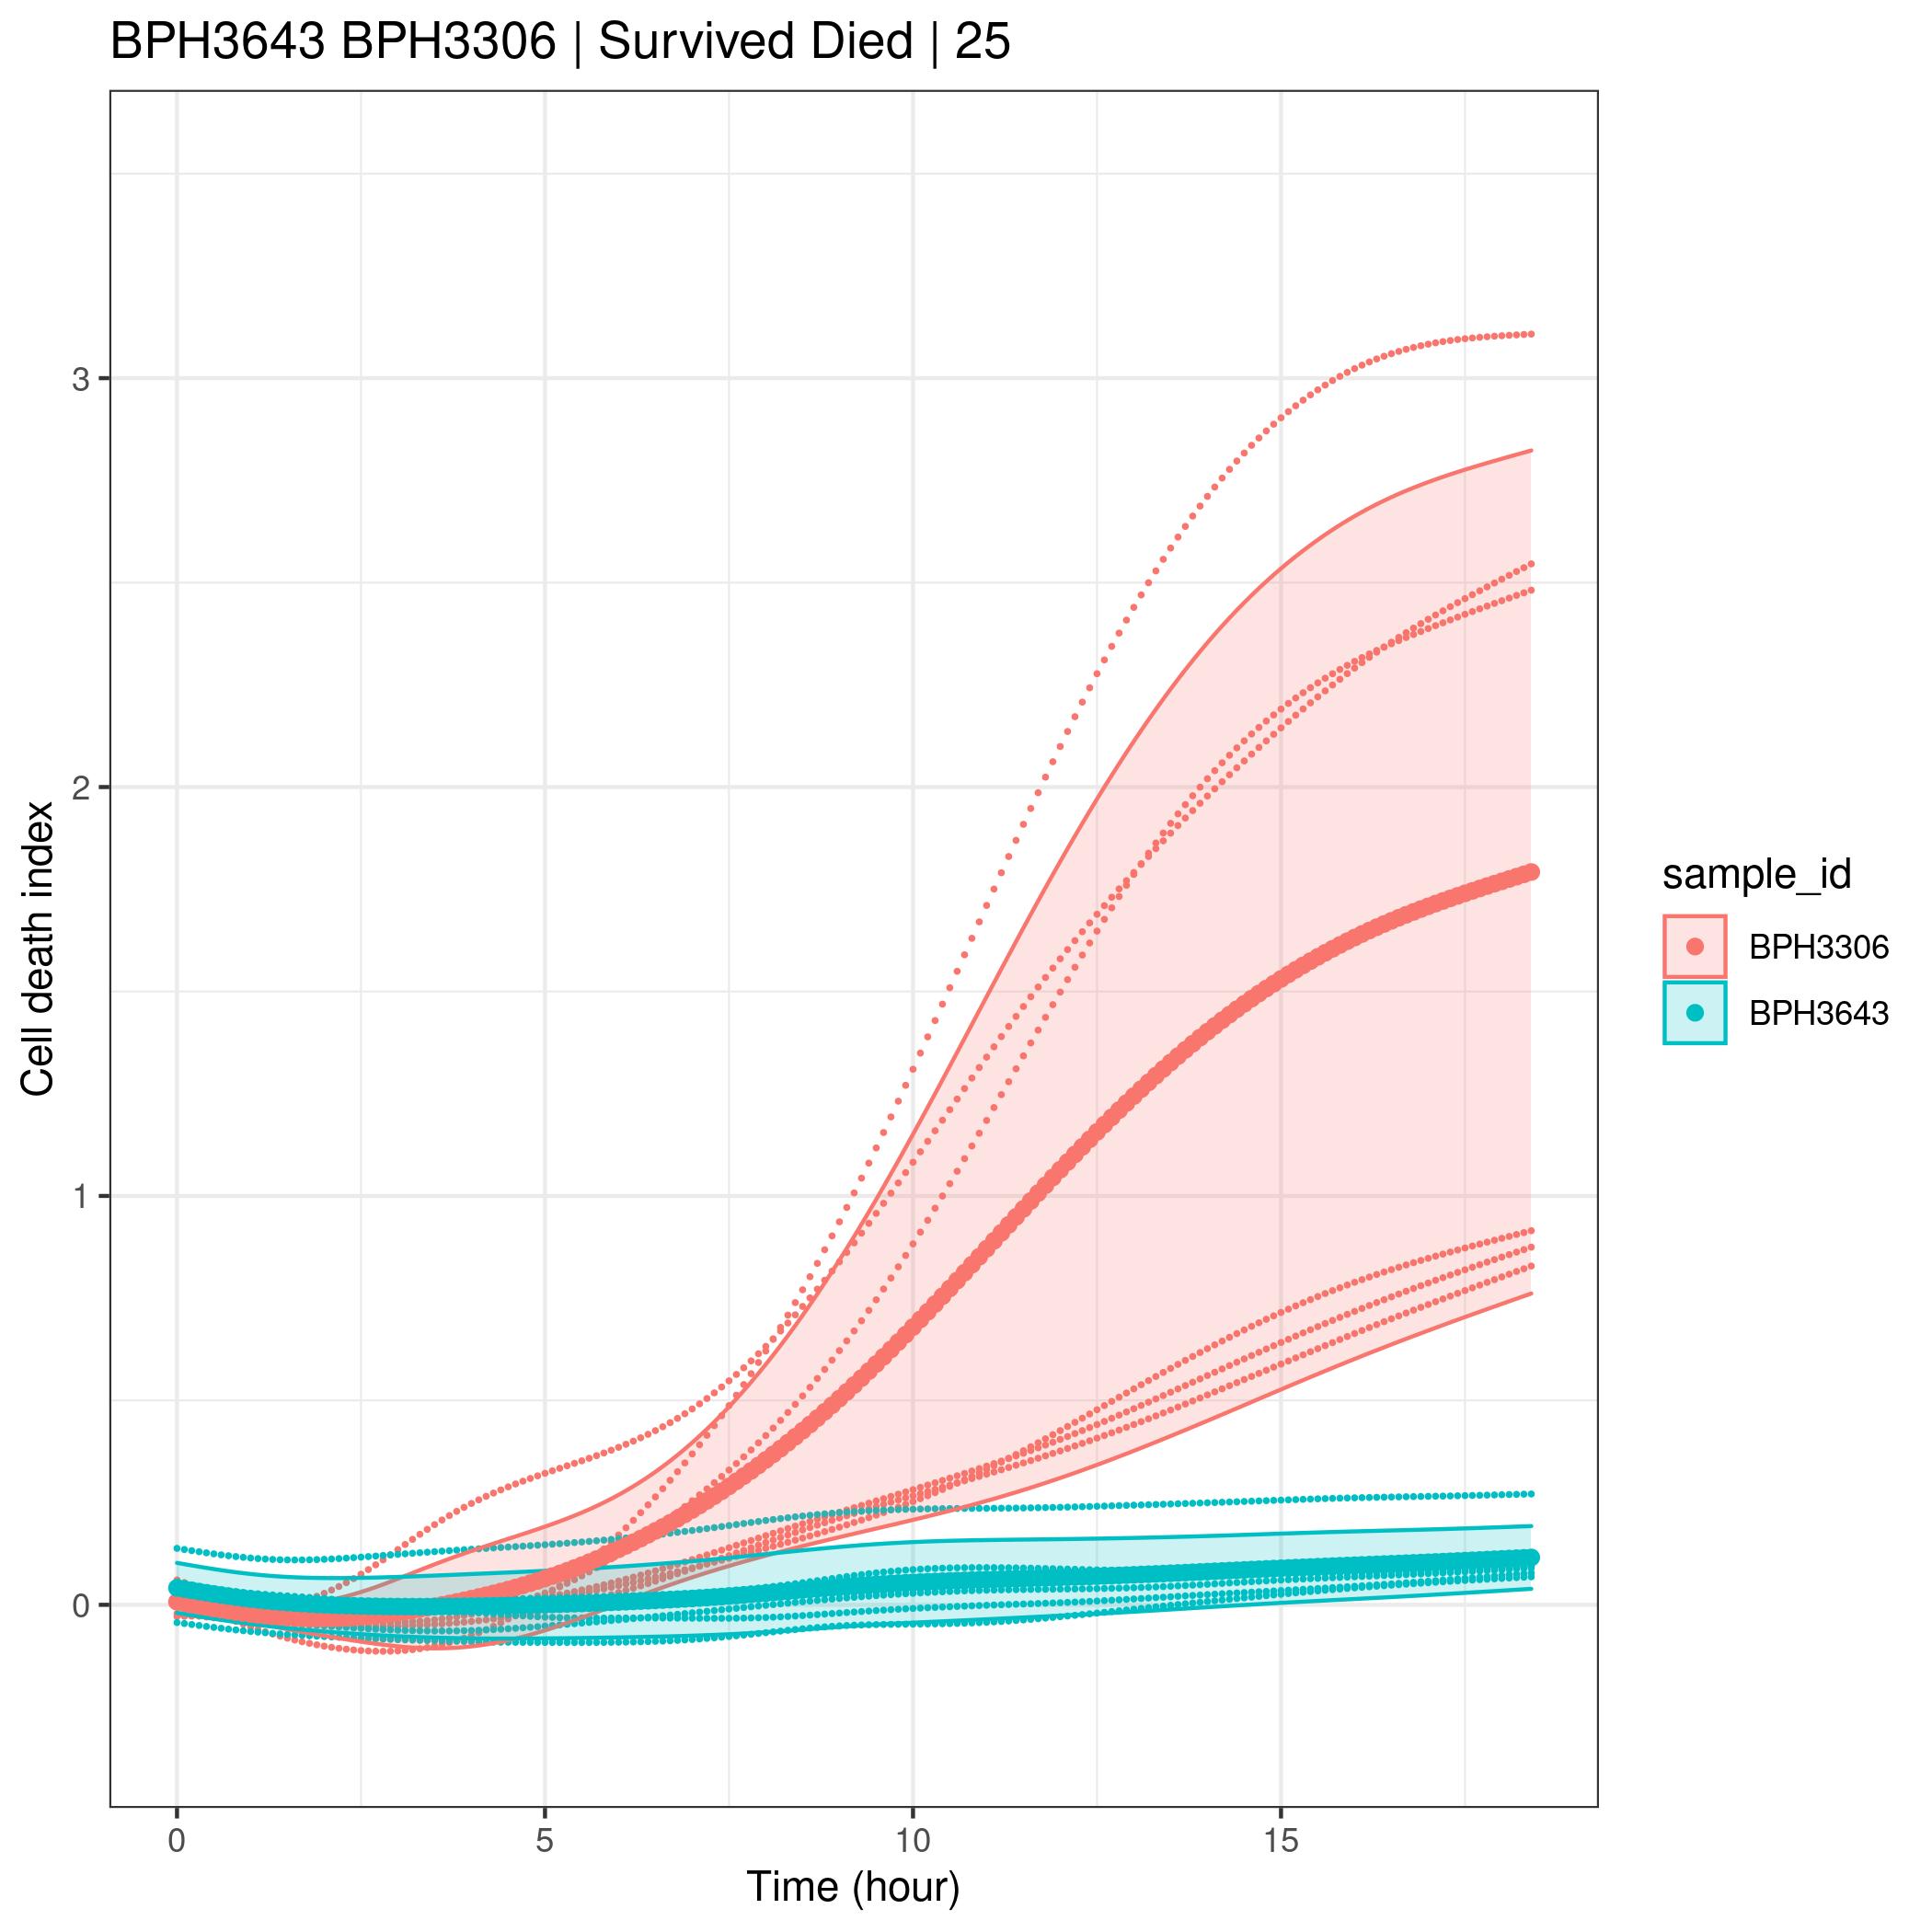 BPH3643 BPH3306 | Survived Died | 25
3
2
1
0
Cell death index
0 5 10 15
Time (hour)
sample_id
BPH3306
BPH3643